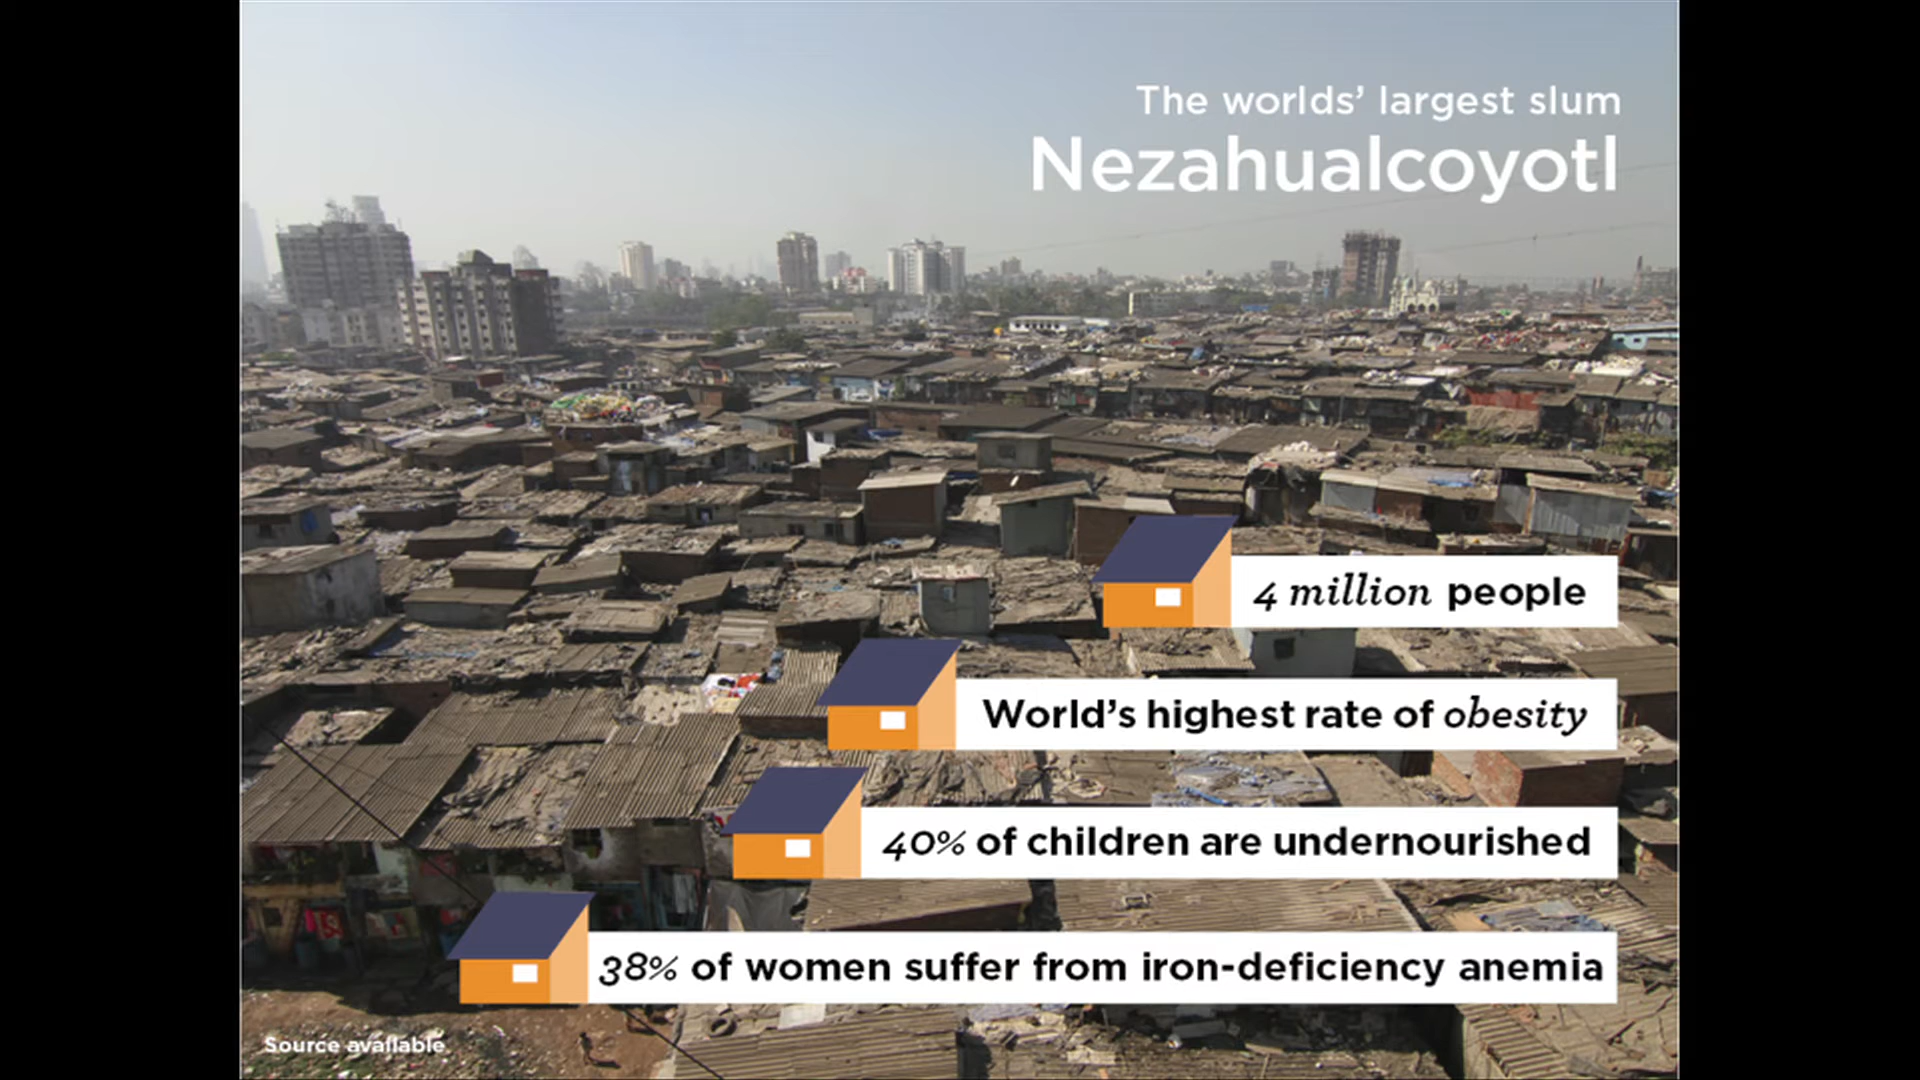 The worlds’ largest slum
Nezahualcoyotl
4 million people
World’s highest rate of obesity
40% of children are undernourished
38% of women suffer from iron-deficiency anemia
Source available